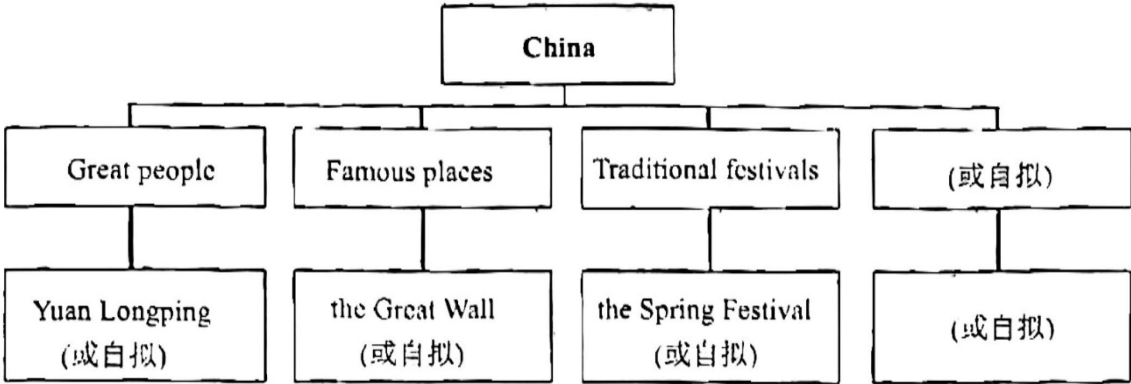 China
Great people
Famous places
Traditional festivals
(或自拟)
Yuan Longping
(或自拟)
the Great Wall
(或自拟)
the Spring Festival
(或自拟)
(或自拟)